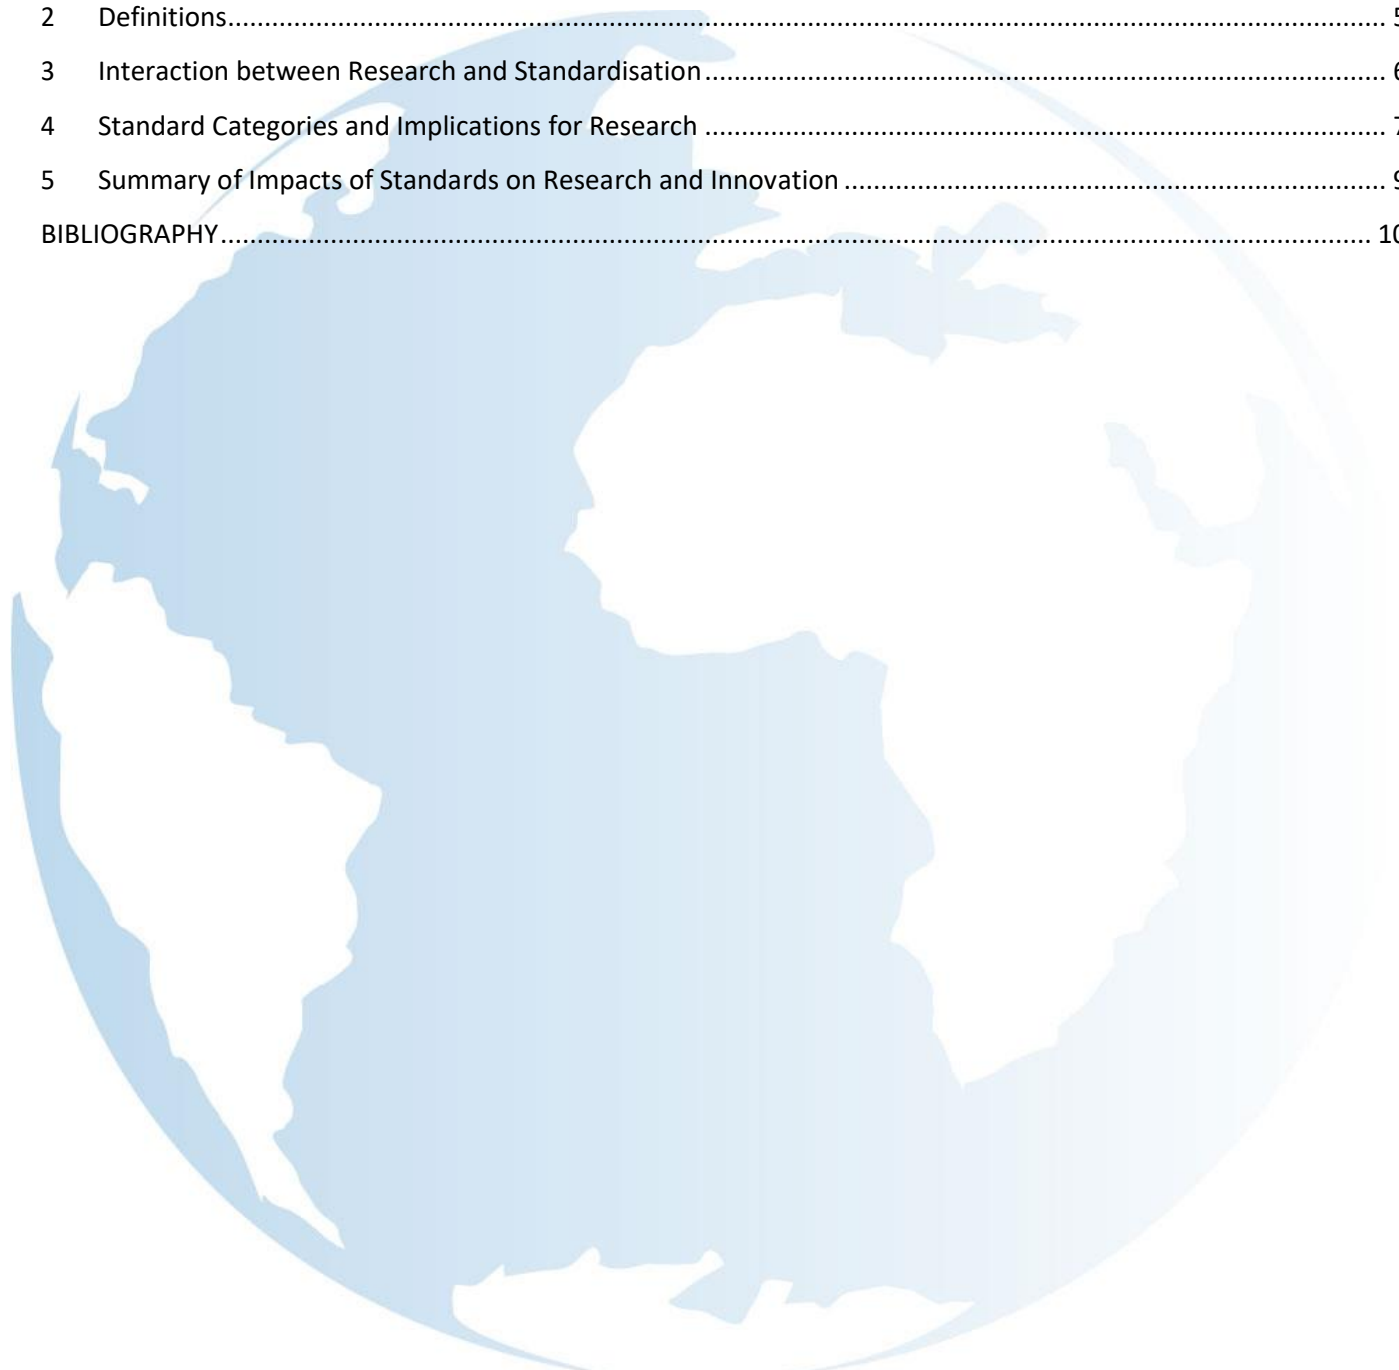 2 Definitions.......................................................................................................................................................... 5
3 Interaction between Research and Standardisation.......................................................................................... 6
4 Standard Categories and Implications for Research .......................................................................................... 7
5 Summary of Impacts of Standards on Research and Innovation ........................................................................ 9
BIBLIOGRAPHY.................................................................................................................................................... 10